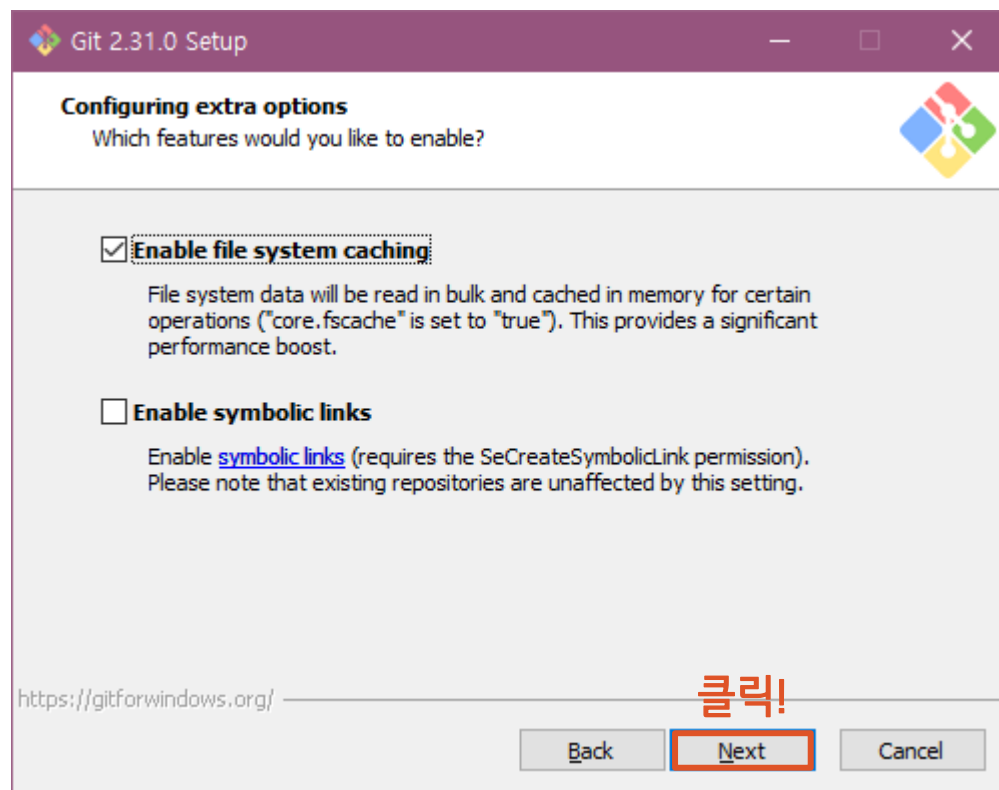 Git 2.31.0 Setup
Configuring extra options
Which features would you like to enable?
Enable file system caching
File system data will be read in bulk and cached in memory for certain
operations ("core.fscache" is set to "true"). This provides a significant
performance boost.
Enable symbolic links
Enable symbolic links (requires the SeCreateSymbolicLink permission).
Please note that existing repositories are unaffected by this setting.
https://gitforwindows.org/
클릭!
Back
Next
Cancel